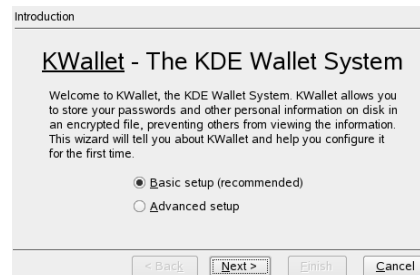 Introduction
KWallet - The KDE Wallet System
Welcome to KWallet, the KDE Wallet System. KWallet allows you
to store your passwords and other personal information on disk in
an encrypted file, preventing others from viewing the information.
This wizard will tell you about KWallet and help you configure it
for the first time.
Basic setup (recommended)
Advanced setup
< Back Next > Finish Cancel